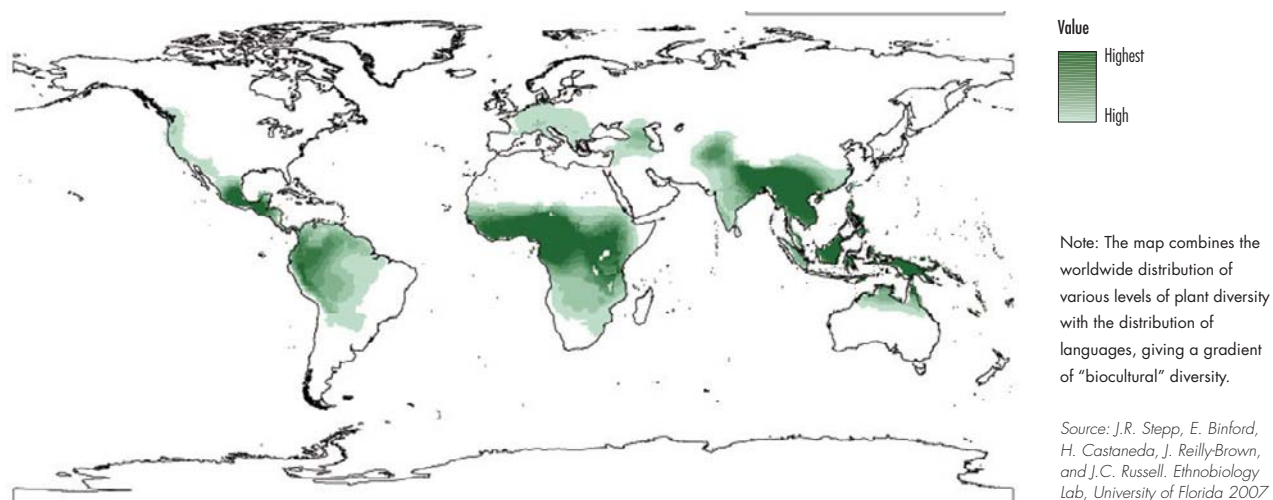 Value
Highest
High
Note: The map combines the
worldwide distribution of
various levels of plant diversity
with the distribution of
languages, giving a gradient
of “biocultural” diversity.
Source: J.R. Stepp, E. Binford,
H. Castaneda, J. Reilly-Brown,
and J.C. Russell. Ethnobiology
Lab, University of Florida 2007